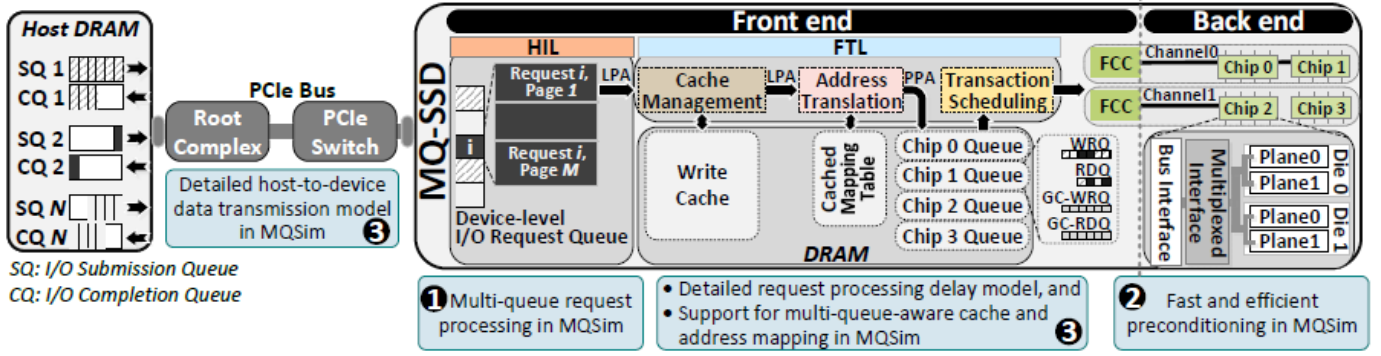 Host DRAM
SQ 1
CQ 1
SQ 2
CQ 2
SQ N
CQ N
SQ: I/O Submission Queue
CQ: I/O Completion Queue
PCIe Bus
Root
Complex
PCIe
Switch
Detailed host-to-device
data transmission model
in MQSim
3
MQ-SSD
Front end
HIL
Request i,
Page 1
i
Request i,
Page M
Device-level
I/O Request Queue
LPA
FTL
Cache
Management
LPA
Address
Translation
PPA
Transaction
Scheduling
Write
Cache
Cached
Mapping
Table
Chip 0 Queue
Chip 1 Queue
Chip 2 Queue
Chip 3 Queue
DRAM
WRQ
RDQ
GC-WRQ
GC-RDQ
Back end
FCC
Channel0
Chip 0
Chip 1
FCC
Channel1
Chip 2
Chip 3
Bus Interface
Multiplexed
Interface
Plane0
Plane1
Die 0
Plane0
Plane1
Die 1
1 Multi-queue request
processing in MQSim
• Detailed request processing delay model, and
• Support for multi-queue-aware cache and
address mapping in MQSim
3
2 Fast and efficient
preconditioning in MQSim